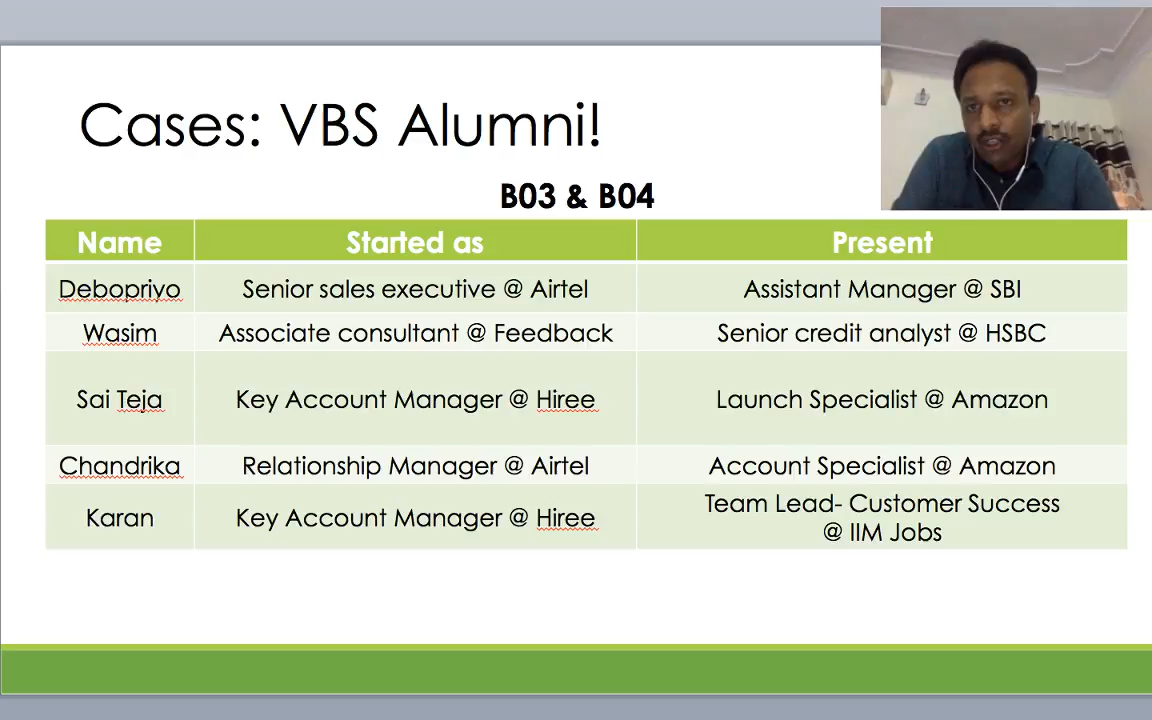 Cases: VBS Alumni!
B03 & B04
Name Started as Present
Debopriyo Senior sales executive @ Airtel Assistant Manager @ SBI
Wasim Associate consultant @ Feedback Senior credit analyst @ HSBC
Sai Teja Key Account Manager @ Hiree Launch Specialist @ Amazon
Chandrika Relationship Manager @ Airtel Account Specialist @ Amazon
Karan Key Account Manager @ Hiree Team Lead- Customer Success
@ IIM Jobs